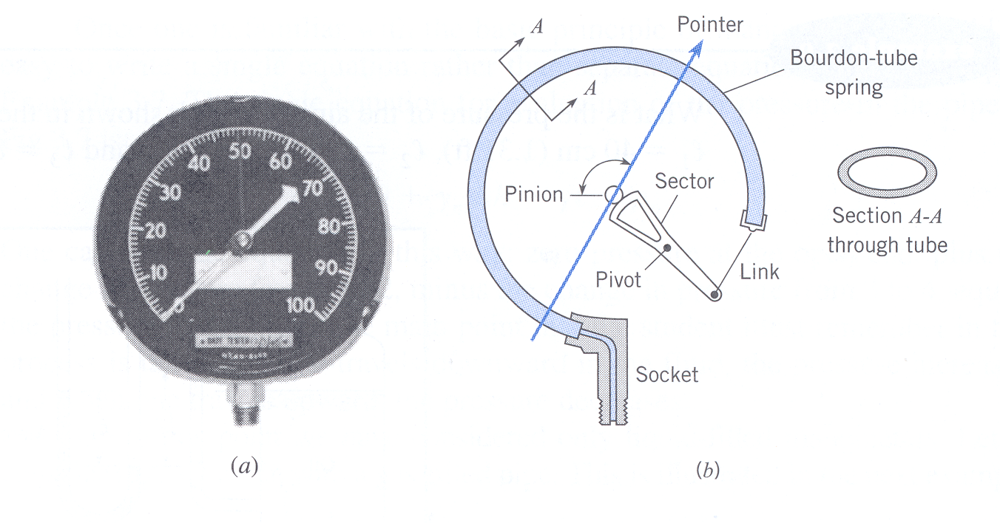 0
10
20
30
40
50
60
70
80
90
100
(a)
A
A
Pointer
Bourdon-tube
spring
Pinion
Sector
Section A-A
through tube
Pivot
Link
Socket
(b)